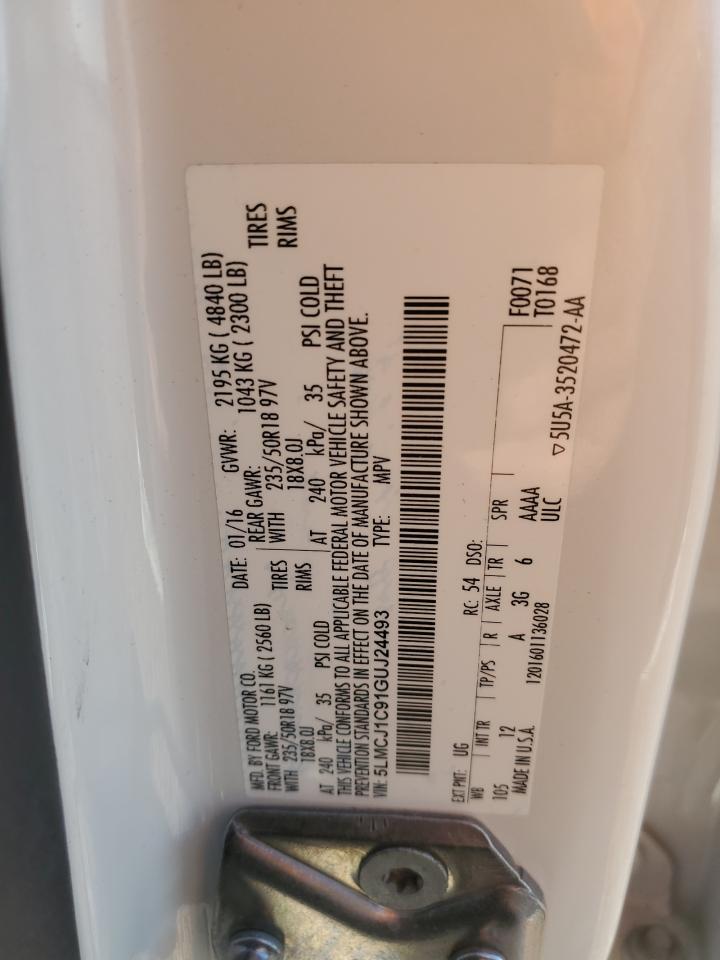 MFD. BY FORD MOTOR CO. DATE: 01/16 GVWR: 2195 KG ( 4840 LB)
FRONT GAWR: 1161 KG ( 2560 LB) REAR GAWR: 1043 KG ( 2300 LB)
WITH 235/50R18 97V TIRES WITH 235/50R18 97V TIRES
18X8.0J RIMS 18X8.0J RIMS
AT 240 kPa/ 35 PSI COLD AT 240 kPa/ 35 PSI COLD
THIS VEHICLE CONFORMS TO ALL APPLICABLE FEDERAL MOTOR VEHICLE SAFETY AND THEFT
PREVENTION STANDARDS IN EFFECT ON THE DATE OF MANUFACTURE SHOWN ABOVE.
VIN: 5LMCJ1C91GUJ24493 TYPE: MPV
EXT PNT: UG RC: 54 DSO: F0071
WB INT TR TP/PS R AXLE TR SPR T0168
105 12 A 3G 6 AAAA ▽5U5A-3520472-AA
MADE IN U.S.A. 1201601136028 ULC